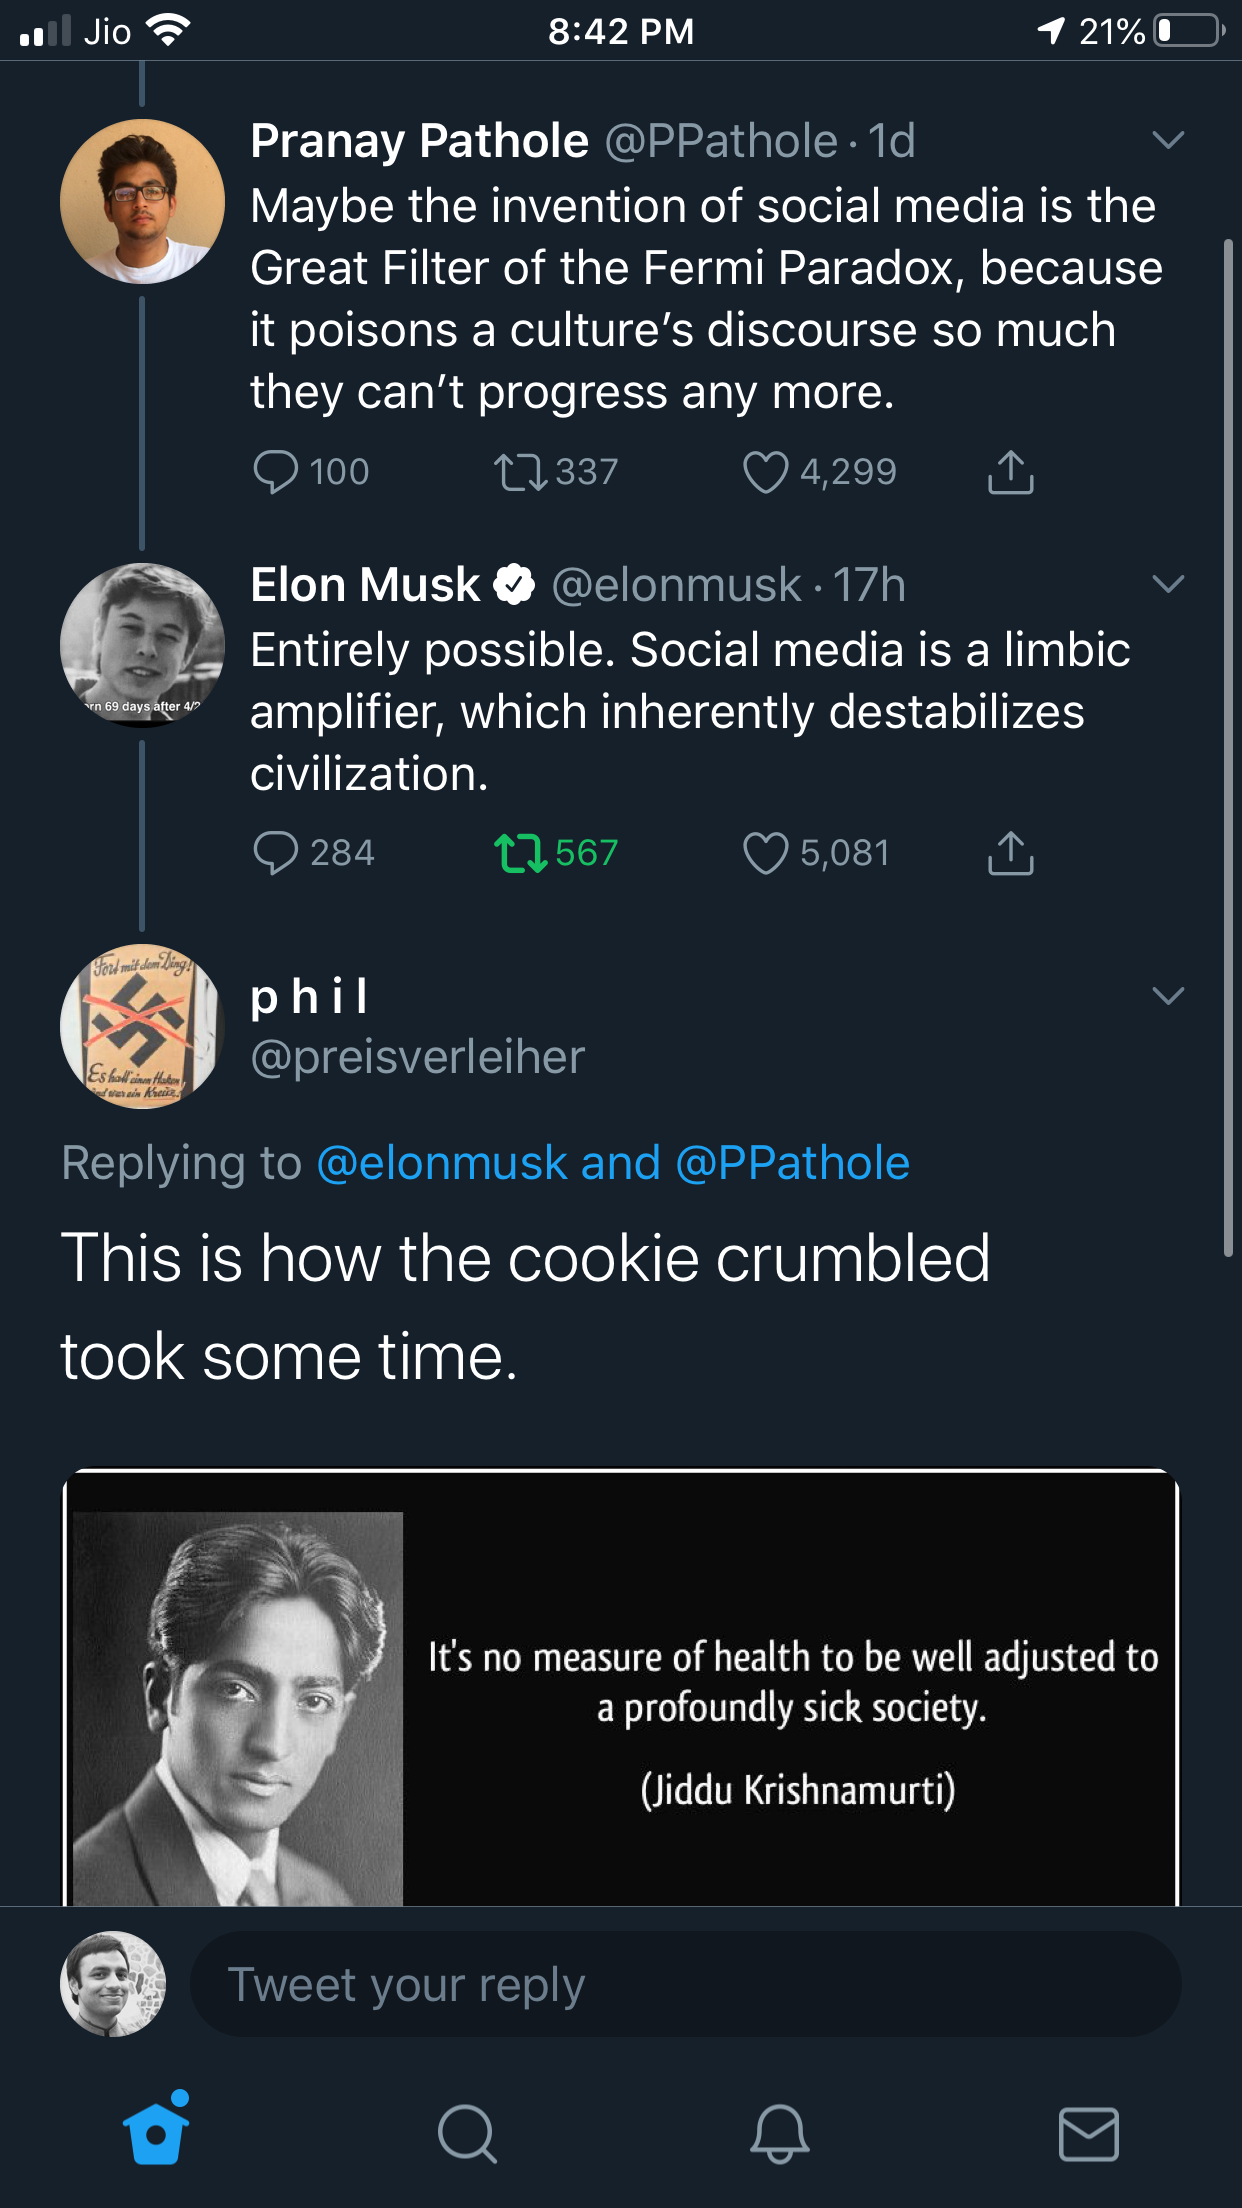 Jio 8:42 PM 21%
Pranay Pathole @PPathole · 1d
Maybe the invention of social media is the
Great Filter of the Fermi Paradox, because
it poisons a culture’s discourse so much
they can’t progress any more.
100 337 4,299
Elon Musk @elonmusk · 17h
Entirely possible. Social media is a limbic
amplifier, which inherently destabilizes
civilization.
rn 69 days after 4/2
284 567 5,081
Fort mit dem Ding!
Es hat einen Haken
und war ein Kreuz.
p h i l
@preisverleiher
Replying to @elonmusk and @PPathole
This is how the cookie crumbled
took some time.
It's no measure of health to be well adjusted to
a profoundly sick society.
(Jiddu Krishnamurti)
Tweet your reply